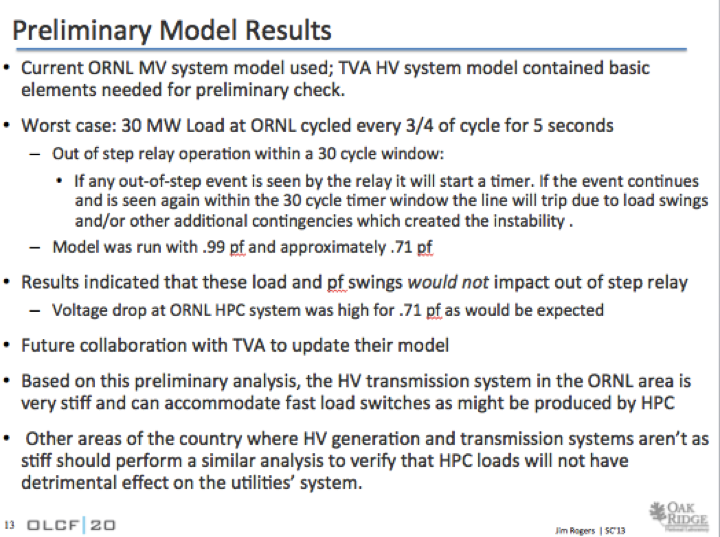 Preliminary Model Results
• Current ORNL MV system model used; TVA HV system model contained basic
elements needed for preliminary check.
• Worst case: 30 MW Load at ORNL cycled every 3/4 of cycle for 5 seconds
– Out of step relay operation within a 30 cycle window:
• If any out-of-step event is seen by the relay it will start a timer. If the event continues
and is seen again within the 30 cycle timer window the line will trip due to load swings
and/or other additional contingencies which created the instability .
– Model was run with .99 pf and approximately .71 pf
• Results indicated that these load and pf swings would not impact out of step relay
– Voltage drop at ORNL HPC system was high for .71 pf as would be expected
• Future collaboration with TVA to update their model
• Based on this preliminary analysis, the HV transmission system in the ORNL area is
very stiff and can accommodate fast load switches as might be produced by HPC
• Other areas of the country where HV generation and transmission systems aren't as
stiff should perform a similar analysis to verify that HPC loads will not have
detrimental effect on the utilities' system.
13 OLCF|20
Jim Rogers | SC'13
OAK
RIDGE
National Laboratory